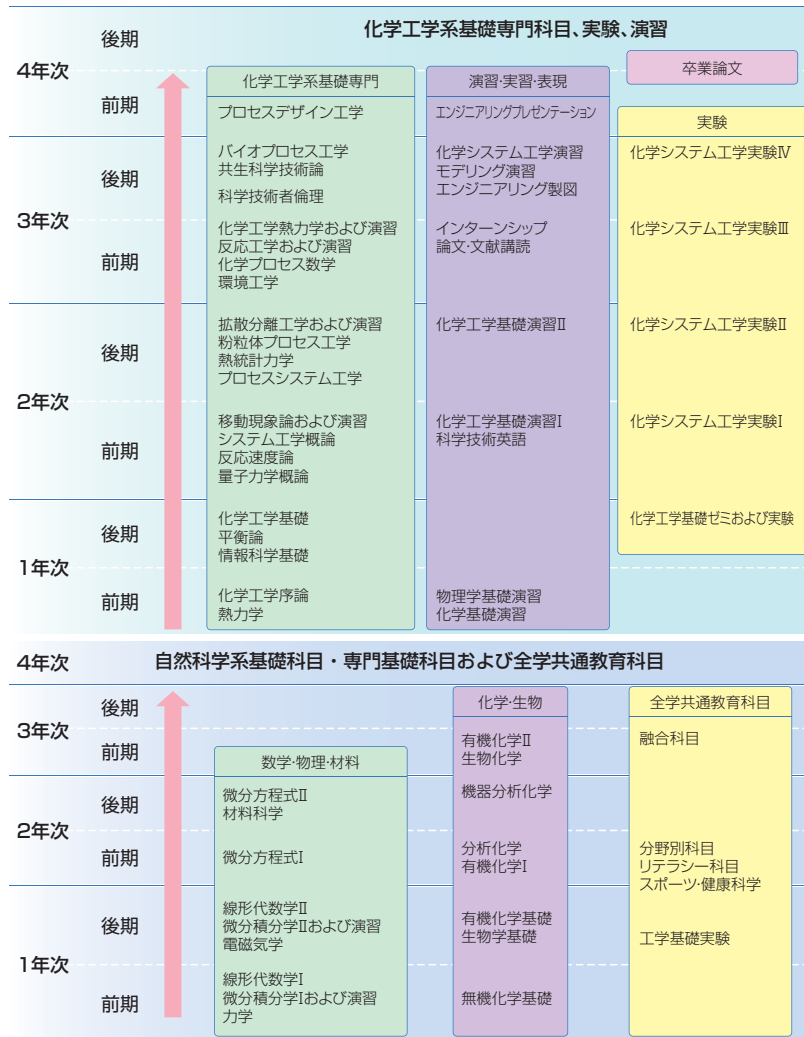 化学工学系基礎専門科目、実験、演習
4年次
後期
前期
3年次
後期
前期
2年次
後期
前期
1年次
後期
前期
化学工学系基礎専門
プロセスデザイン工学
バイオプロセス工学
共生科学技術論
科学技術者倫理
化学工学熱力学および演習
反応工学および演習
化学プロセス数学
環境工学
拡散分離工学および演習
粉粒体プロセス工学
熱統計力学
プロセスシステム工学
移動現象論および演習
システム工学概論
反応速度論
量子力学概論
化学工学基礎
平衡論
情報科学基礎
化学工学序論
熱力学
演習・実習・表現
エンジニアリングプレゼンテーション
化学システム工学演習
モデリング演習
エンジニアリング製図
インターンシップ
論文・文献講読
化学工学基礎演習Ⅱ
化学工学基礎演習Ⅰ
科学技術英語
物理学基礎演習
化学基礎演習
卒業論文
実験
化学システム工学実験Ⅳ
化学システム工学実験Ⅲ
化学システム工学実験Ⅱ
化学システム工学実験Ⅰ
化学工学基礎ゼミおよび実験
自然科学系基礎科目・専門基礎科目および全学共通教育科目
4年次
3年次
後期
前期
2年次
後期
前期
1年次
後期
前期
数学・物理・材料
微分方程式Ⅱ
材料科学
微分方程式Ⅰ
線形代数学Ⅱ
微分積分学Ⅱおよび演習
電磁気学
線形代数学Ⅰ
微分積分学Ⅰおよび演習
力学
化学・生物
有機化学Ⅱ
生物化学
機器分析化学
分析化学
有機化学Ⅰ
有機化学基礎
生物学基礎
無機化学基礎
全学共通教育科目
融合科目
分野別科目
リテラシー科目
スポーツ・健康科学
工学基礎実験